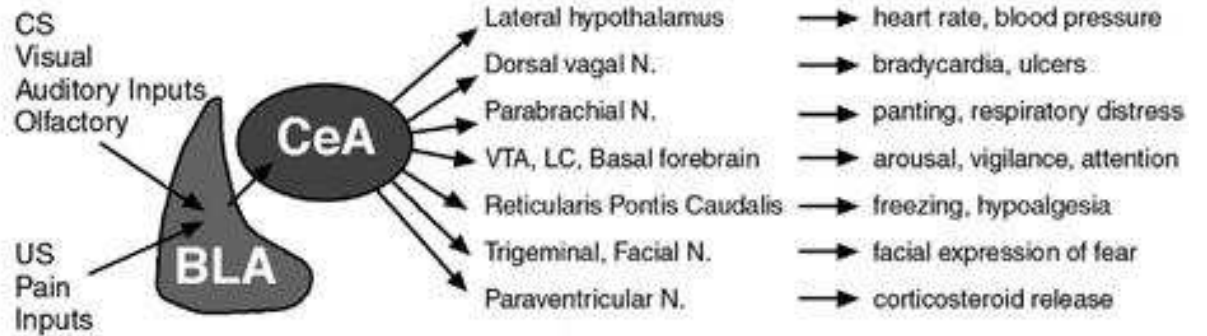 CS
Visual
Auditory Inputs
Olfactory
US
Pain
Inputs
BLA
CeA
Lateral hypothalamus heart rate, blood pressure
Dorsal vagal N. bradycardia, ulcers
Parabrachial N. panting, respiratory distress
VTA, LC, Basal forebrain arousal, vigilance, attention
Reticularis Pontis Caudalis freezing, hypoalgesia
Trigeminal, Facial N. facial expression of fear
Paraventricular N. corticosteroid release